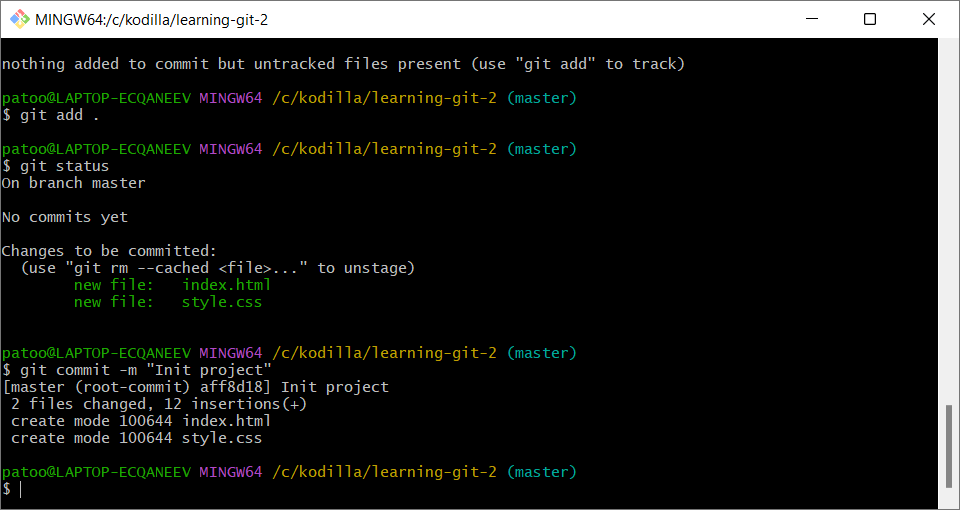 MINGW64:/c/kodilla/learning-git-2
nothing added to commit but untracked files present (use "git add" to track)
patoo@LAPTOP-ECQANEEV MINGW64 /c/kodilla/learning-git-2 (master)
$ git add .
patoo@LAPTOP-ECQANEEV MINGW64 /c/kodilla/learning-git-2 (master)
$ git status
On branch master
No commits yet
Changes to be committed:
  (use "git rm --cached <file>..." to unstage)
        new file:   index.html
        new file:   style.css
patoo@LAPTOP-ECQANEEV MINGW64 /c/kodilla/learning-git-2 (master)
$ git commit -m "Init project"
[master (root-commit) aff8d18] Init project
 2 files changed, 12 insertions(+)
 create mode 100644 index.html
 create mode 100644 style.css
patoo@LAPTOP-ECQANEEV MINGW64 /c/kodilla/learning-git-2 (master)
$